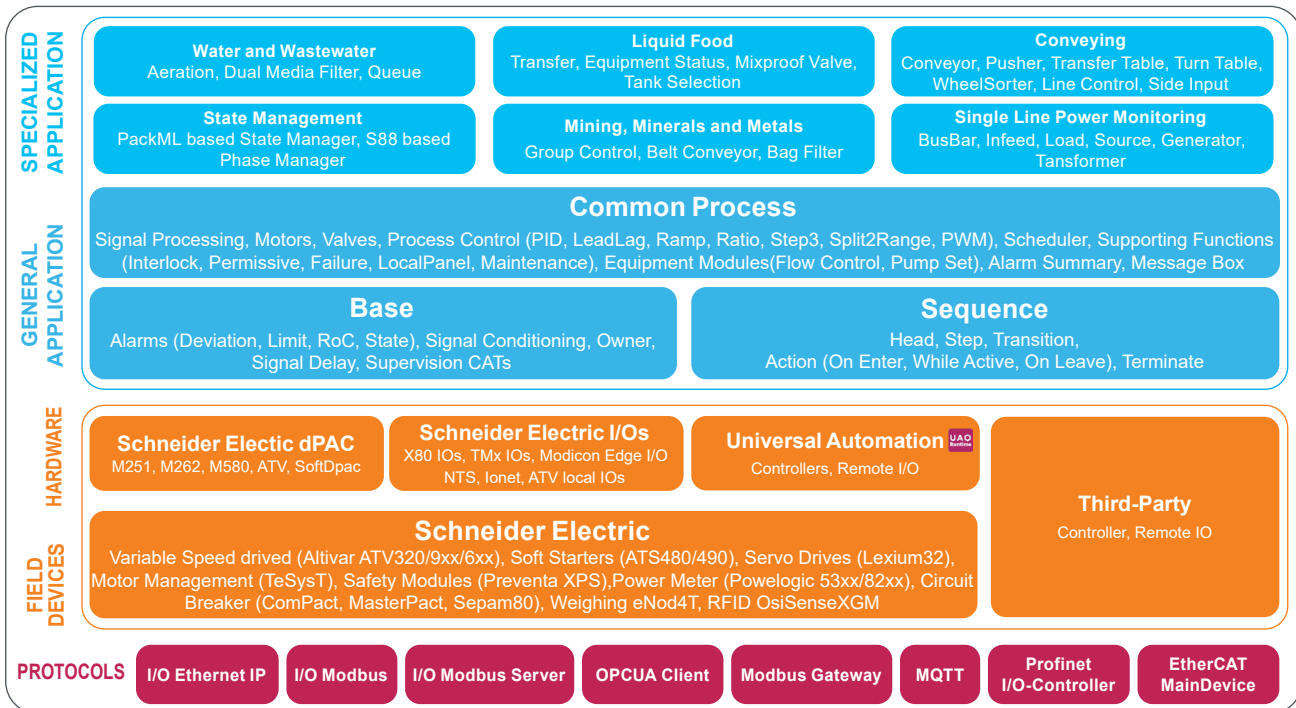 SPECIALIZED
APPLICATION
Water and Wastewater
Aeration, Dual Media Filter, Queue
Liquid Food
Transfer, Equipment Status, Mixproof Valve,
Tank Selection
Conveying
Conveyor, Pusher, Transfer Table, Turn Table,
WheelSorter, Line Control, Side Input
State Management
PackML based State Manager, S88 based
Phase Manager
Mining, Minerals and Metals
Group Control, Belt Conveyor, Bag Filter
Single Line Power Monitoring
BusBar, Infeed, Load, Source, Generator,
Tansformer
GENERAL
APPLICATION
Common Process
Signal Processing, Motors, Valves, Process Control (PID, LeadLag, Ramp, Ratio, Step3, Split2Range, PWM), Scheduler, Supporting Functions
(Interlock, Permissive, Failure, LocalPanel, Maintenance), Equipment Modules(Flow Control, Pump Set), Alarm Summary, Message Box
Base
Alarms (Deviation, Limit, RoC, State), Signal Conditioning, Owner,
Signal Delay, Supervision CATs
Sequence
Head, Step, Transition,
Action (On Enter, While Active, On Leave), Terminate
HARDWARE
Schneider Electic dPAC
M251, M262, M580, ATV, SoftDpac
Schneider Electric I/Os
X80 IOs, TMx IOs, Modicon Edge I/O
NTS, Ionet, ATV local IOs
Universal Automation
UAO
Runtime
Controllers, Remote I/O
Third-Party
Controller, Remote IO
FIELD
DEVICES
Schneider Electric
Variable Speed drived (Altivar ATV320/9xx/6xx), Soft Starters (ATS480/490), Servo Drives (Lexium32),
Motor Management (TeSysT), Safety Modules (Preventa XPS),Power Meter (Powelogic 53xx/82xx), Circuit
Breaker (ComPact, MasterPact, Sepam80), Weighing eNod4T, RFID OsiSenseXGM
PROTOCOLS
I/O Ethernet IP
I/O Modbus
I/O Modbus Server
OPCUA Client
Modbus Gateway
MQTT
Profinet
I/O-Controller
EtherCAT
MainDevice